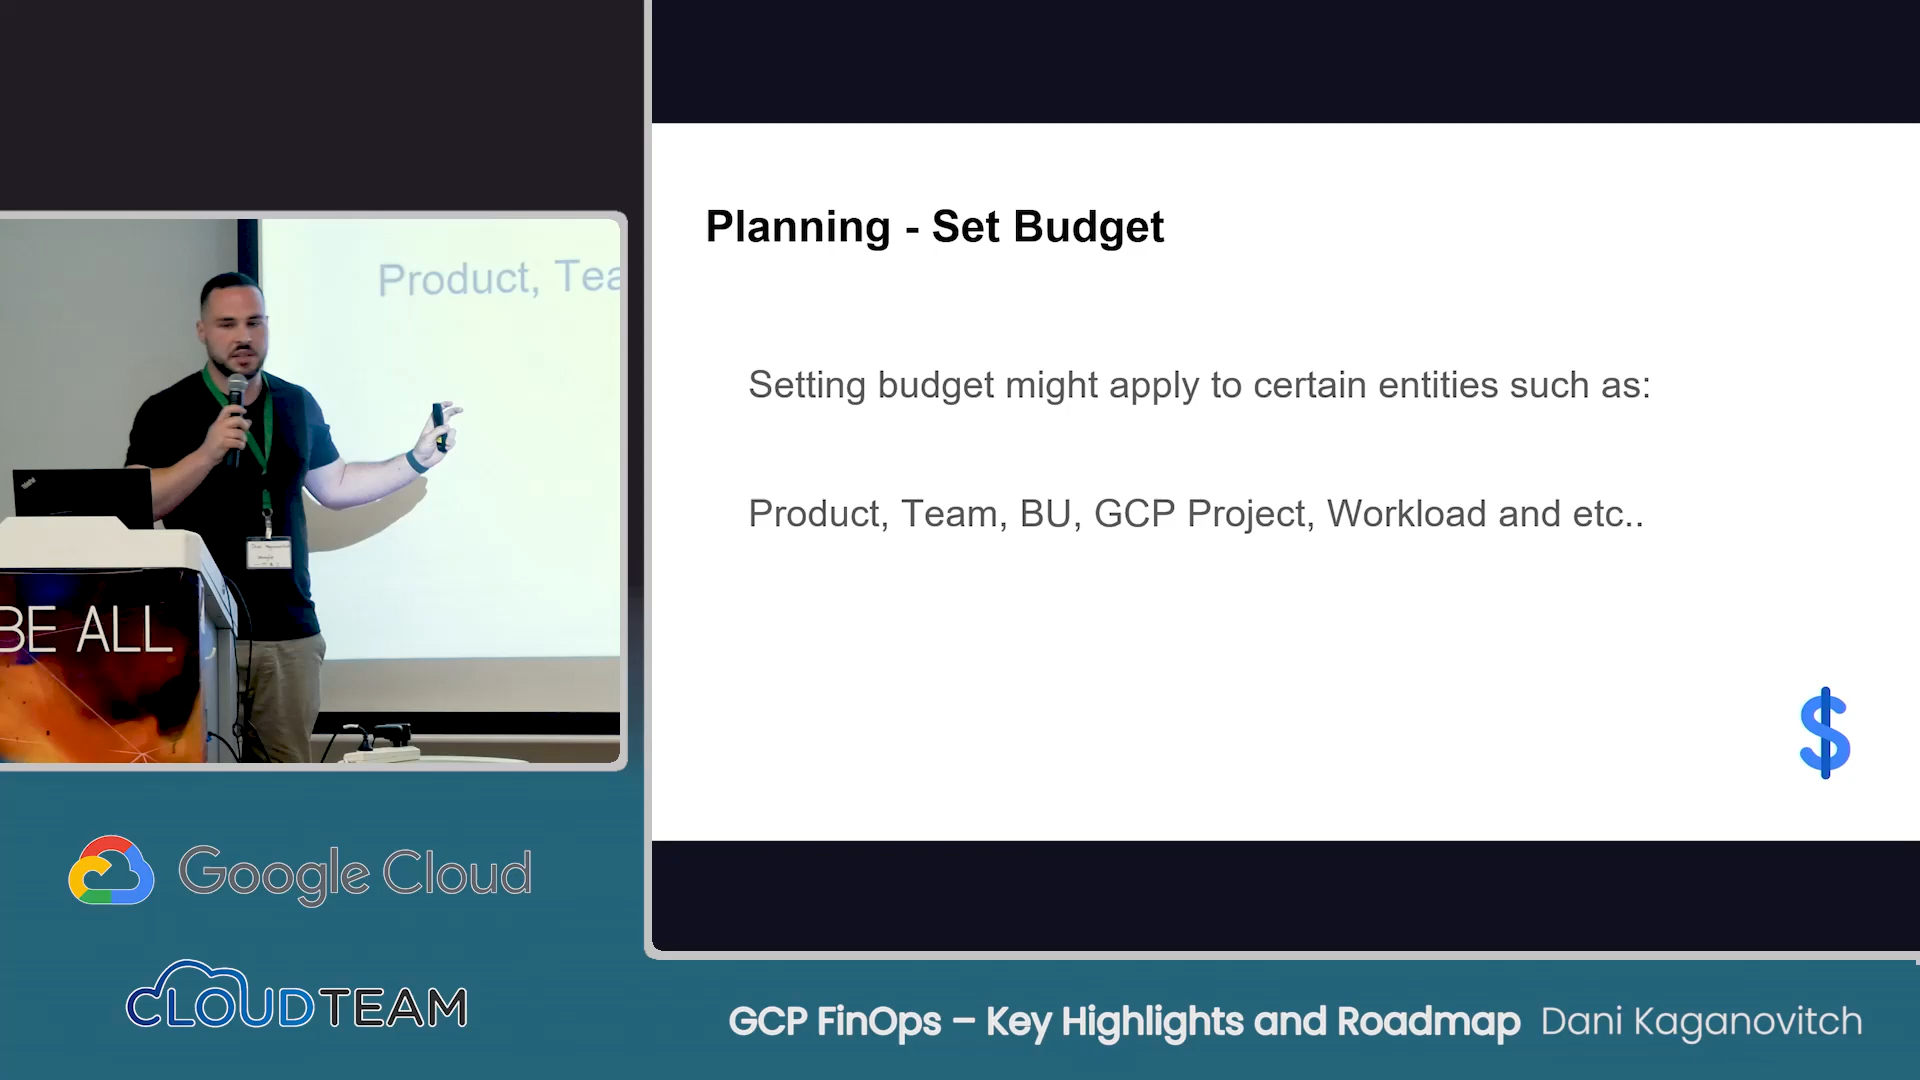 Planning - Set Budget
Setting budget might apply to certain entities such as:
Product, Team, BU, GCP Project, Workload and etc..
Product, Tea
ThinkPad
BE ALL
Google Cloud
CLOUDTEAM
GCP FinOps – Key Highlights and Roadmap Dani Kaganovitch